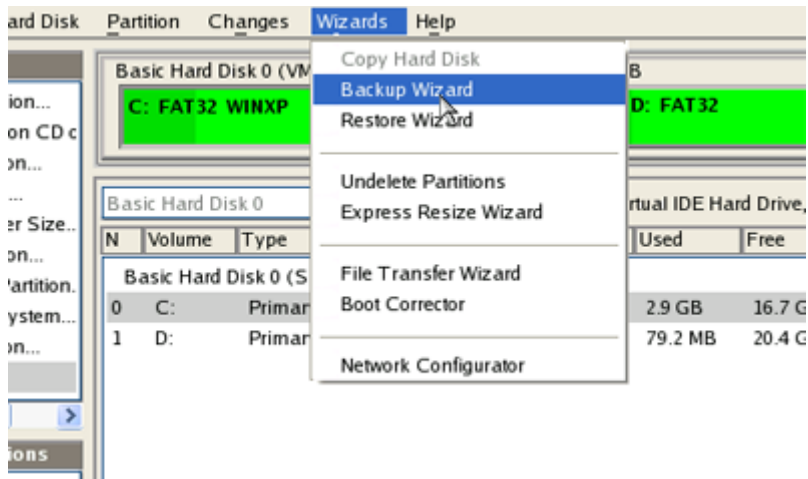 ard Disk Partition Changes Wizards Help
Copy Hard Disk
Backup Wizard
Restore Wizard
Undelete Partitions
Express Resize Wizard
File Transfer Wizard
Boot Corrector
Network Configurator
ion...
on CD c
on...
...
er Size..
on...
Partition.
ystem...
on...
ions
Basic Hard Disk 0 (VM B
C: FAT32 WINXP D: FAT32
Basic Hard Disk 0 rtual IDE Hard Drive,
N Volume Type Used Free
Basic Hard Disk 0 (S
0 C: Primar 2.9 GB 16.7 G
1 D: Primar 79.2 MB 20.4 G